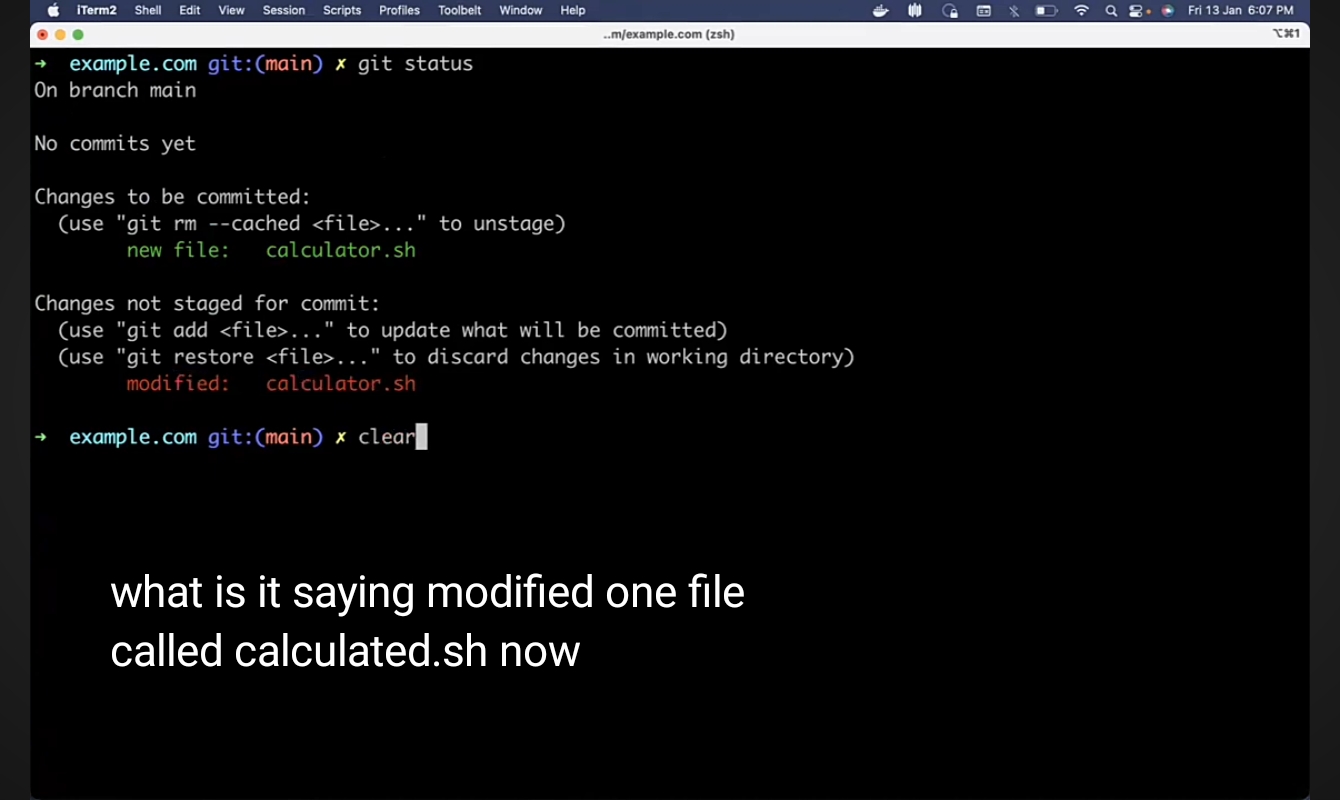 iTerm2 Shell Edit View Session Scripts Profiles Toolbelt Window Help Fri 13 Jan 6:07 PM
..m/example.com (zsh) ⌥⌘1
➜ example.com git:(main) ✗ git status
On branch main
No commits yet
Changes to be committed:
(use "git rm --cached <file>..." to unstage)
new file: calculator.sh
Changes not staged for commit:
(use "git add <file>..." to update what will be committed)
(use "git restore <file>..." to discard changes in working directory)
modified: calculator.sh
➜ example.com git:(main) ✗ clear
what is it saying modified one file
called calculated.sh now